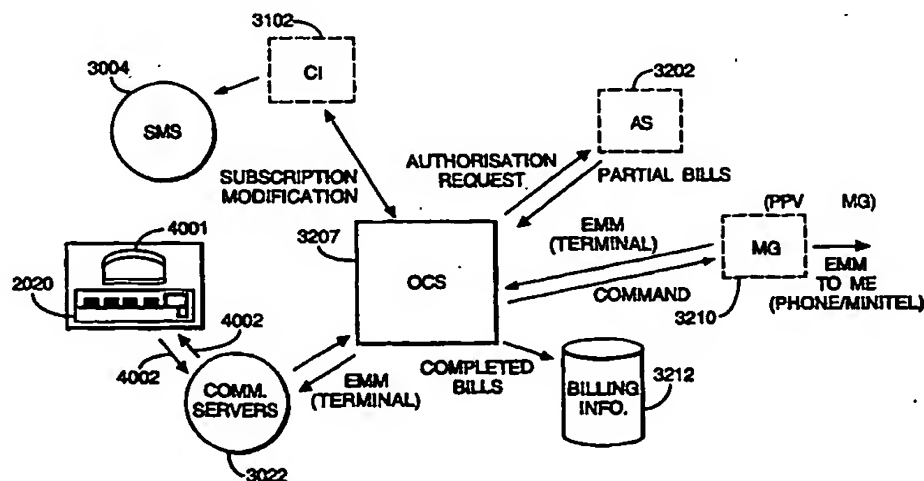 3102
CI
3004
SMS
3202
AS
SUBSCRIPTION
MODIFICATION
AUTHORISATION
REQUEST
PARTIAL BILLS
(PPV MG)
4001
3207
OCS
EMM
(TERMINAL)
MG
EMM
TO ME
(PHONE/MINITEL)
COMMAND
3210
2020
4002
4002
COMM.
SERVERS
EMM
(TERMINAL)
COMPLETED
BILLS
BILLING
INFO.
3212
3022